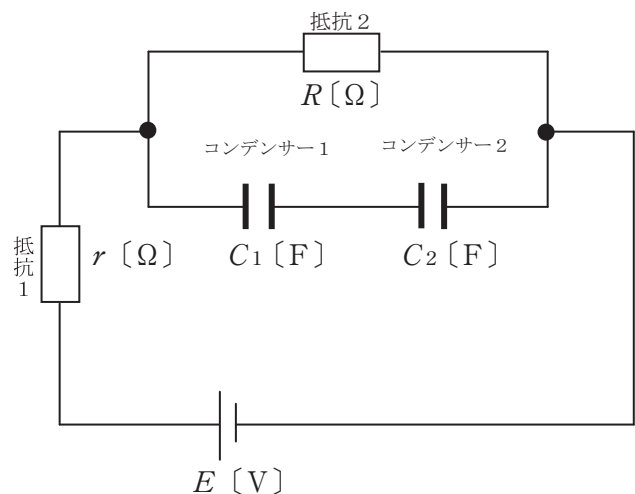 抵抗２
R〔Ω〕
コンデンサー１
コンデンサー２
抵抗１
r〔Ω〕
C1〔F〕
C2〔F〕
E〔V〕